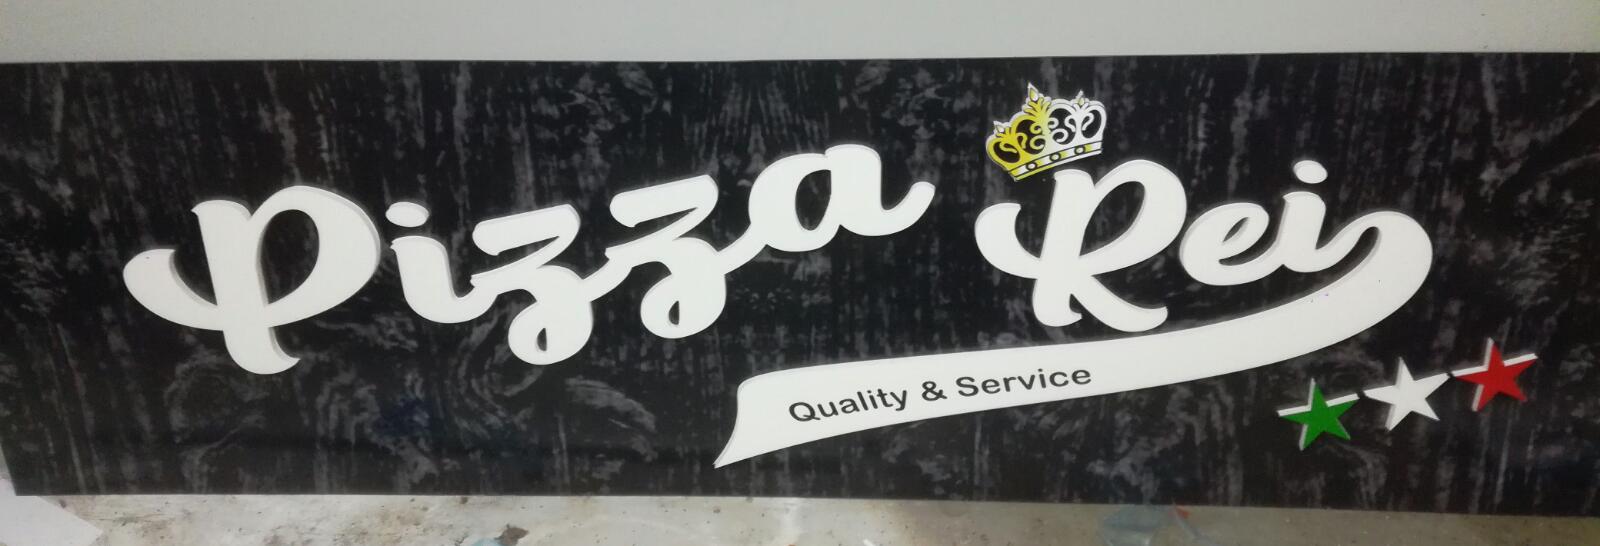 Pizza Rei
Quality & Service